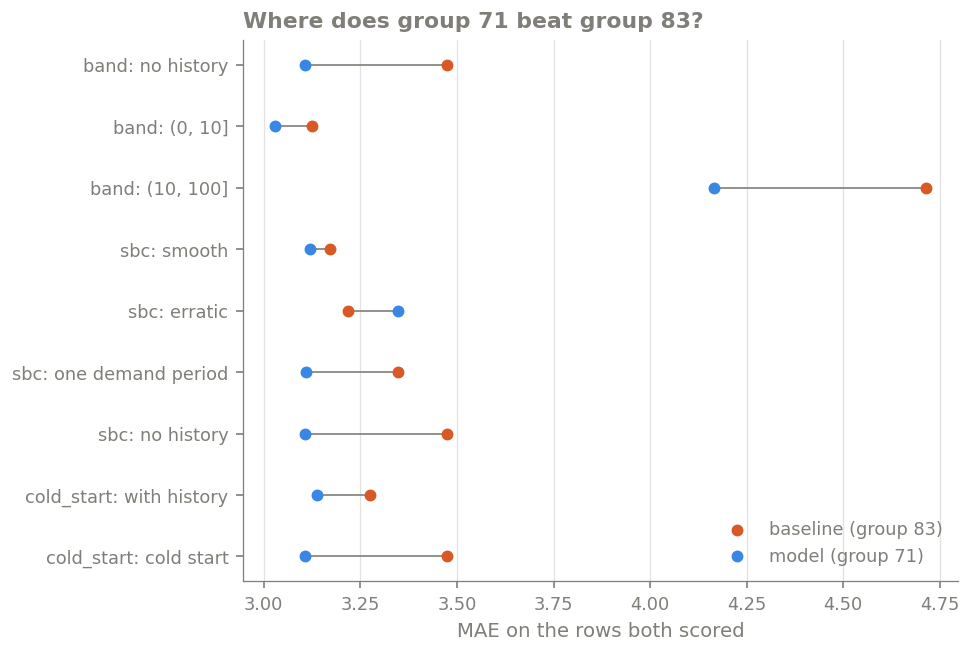 Where does group 71 beat group 83?
band: no history
band: (0, 10]
band: (10, 100]
sbc: smooth
sbc: erratic
sbc: one demand period
sbc: no history
cold_start: with history
cold_start: cold start
baseline (group 83)
model (group 71)
3.00 3.25 3.50 3.75 4.00 4.25 4.50 4.75
MAE on the rows both scored